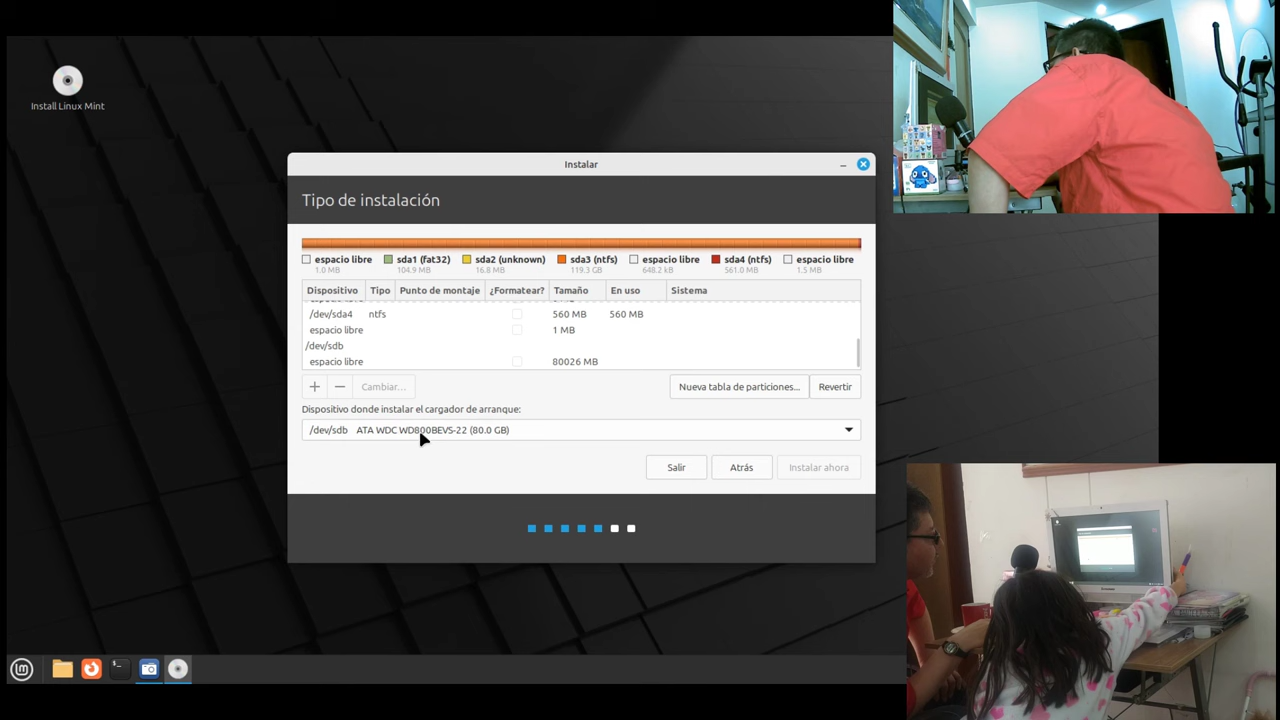 Install Linux Mint
Instalar
Tipo de instalación
espacio libre
1.0 MB
sda1 (fat32)
104.9 MB
sda2 (unknown)
16.8 MB
sda3 (ntfs)
119.3 GB
espacio libre
648.2 kB
sda4 (ntfs)
561.0 MB
espacio libre
1.5 MB
Dispositivo Tipo Punto de montaje ¿Formatear? Tamaño En uso Sistema
/dev/sda4 ntfs 560 MB 560 MB
espacio libre 1 MB
/dev/sdb
espacio libre 80026 MB
+ − Cambiar... Nueva tabla de particiones... Revertir
Dispositivo donde instalar el cargador de arranque:
/dev/sdb ATA WDC WD800BEVS-22 (80.0 GB)
Salir Atrás Instalar ahora